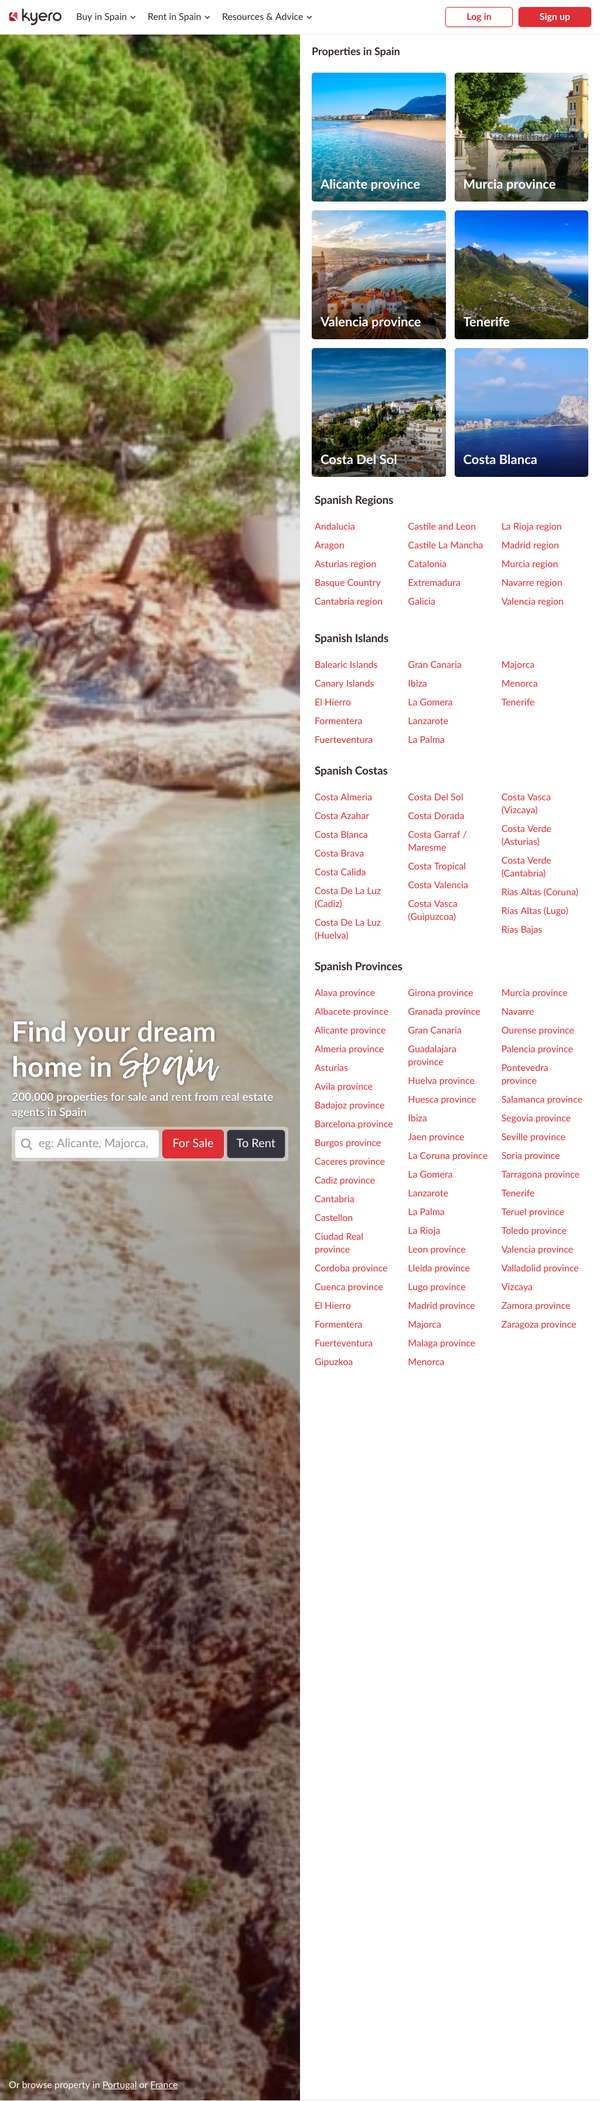 kyero Buy in Spain Rent in Spain Resources & Advice Log in Sign up
Find your dream
home in Spain
200,000 properties for sale and rent from real estate
agents in Spain
eg: Alicante, Majorca, For Sale To Rent
Or browse property in Portugal or France
Properties in Spain
Alicante province
Murcia province
Valencia province
Tenerife
Costa Del Sol
Costa Blanca
Spanish Regions
Andalucia
Aragon
Asturias region
Basque Country
Cantabria region
Castile and Leon
Castile La Mancha
Catalonia
Extremadura
Galicia
La Rioja region
Madrid region
Murcia region
Navarre region
Valencia region
Spanish Islands
Balearic Islands
Canary Islands
El Hierro
Formentera
Fuerteventura
Gran Canaria
Ibiza
La Gomera
Lanzarote
La Palma
Majorca
Menorca
Tenerife
Spanish Costas
Costa Almeria
Costa Azahar
Costa Blanca
Costa Brava
Costa Calida
Costa De La Luz
(Cadiz)
Costa De La Luz
(Huelva)
Costa Del Sol
Costa Dorada
Costa Garraf /
Maresme
Costa Tropical
Costa Valencia
Costa Vasca
(Guipuzcoa)
Costa Vasca
(Vizcaya)
Costa Verde
(Asturias)
Costa Verde
(Cantabria)
Rias Altas (Coruna)
Rias Altas (Lugo)
Rias Bajas
Spanish Provinces
Alava province
Albacete province
Alicante province
Almeria province
Asturias
Avila province
Badajoz province
Barcelona province
Burgos province
Caceres province
Cadiz province
Cantabria
Castellon
Ciudad Real
province
Cordoba province
Cuenca province
El Hierro
Formentera
Fuerteventura
Gipuzkoa
Girona province
Granada province
Gran Canaria
Guadalajara
province
Huelva province
Huesca province
Ibiza
Jaen province
La Coruna province
La Gomera
Lanzarote
La Palma
La Rioja
Leon province
Lleida province
Lugo province
Madrid province
Majorca
Malaga province
Menorca
Murcia province
Navarre
Ourense province
Palencia province
Pontevedra
province
Salamanca province
Segovia province
Seville province
Soria province
Tarragona province
Tenerife
Teruel province
Toledo province
Valencia province
Valladolid province
Vizcaya
Zamora province
Zaragoza province